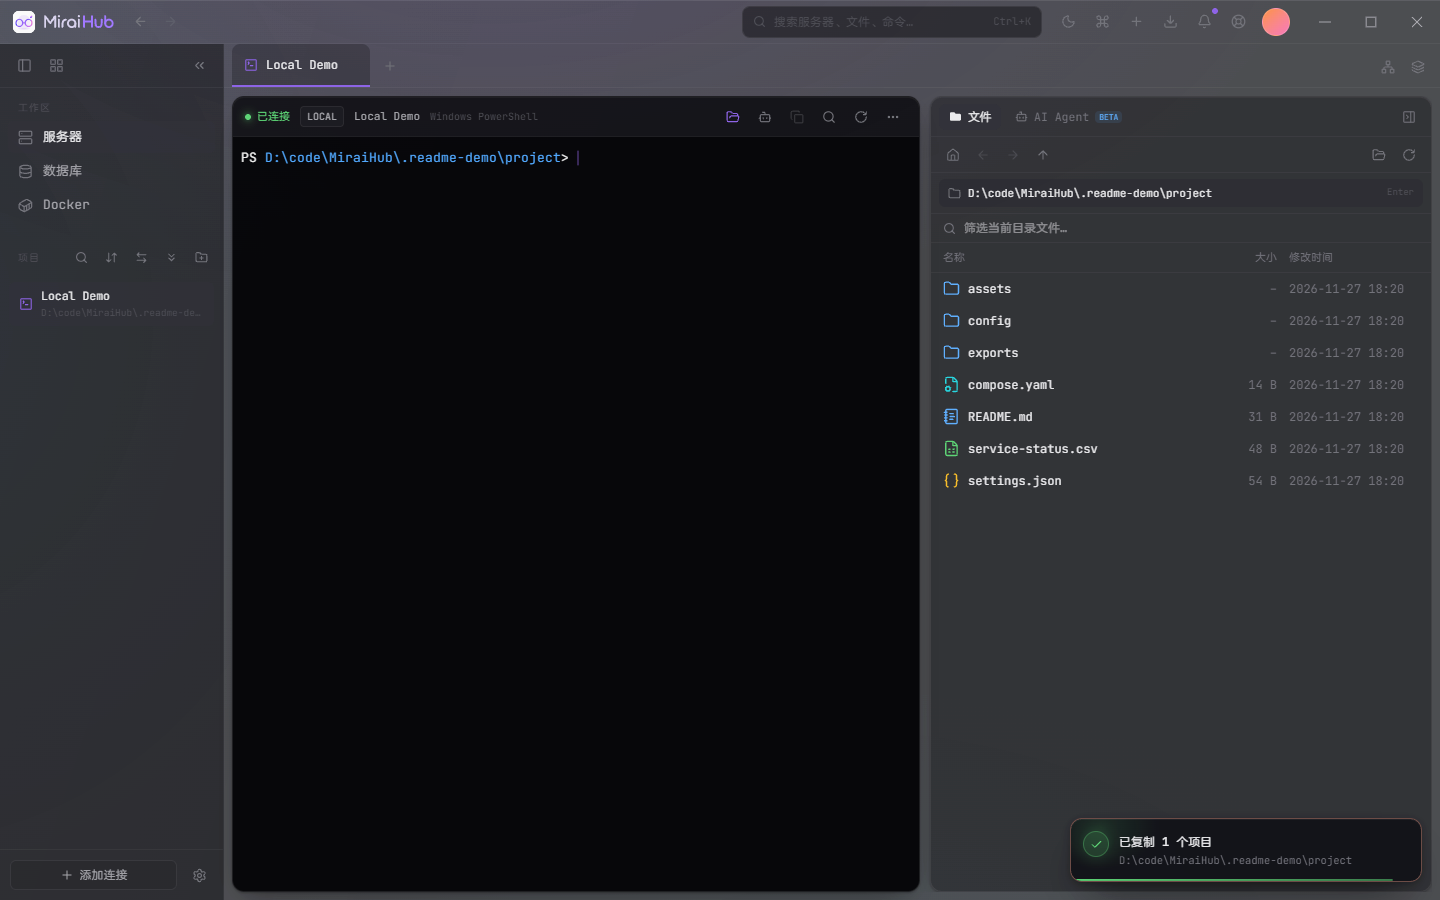 MiraiHub
搜索服务器、文件、命令... Ctrl+K
Local Demo
工作区
服务器
数据库
Docker
项目
Local Demo
D:\code\MiraiHub\.readme-de…
添加连接
已连接 LOCAL Local Demo Windows PowerShell
PS D:\code\MiraiHub\.readme-demo\project>
文件 AI Agent BETA
D:\code\MiraiHub\.readme-demo\project Enter
筛选当前目录文件…
名称 大小 修改时间
assets – 2026-11-27 18:20
config – 2026-11-27 18:20
exports – 2026-11-27 18:20
compose.yaml 14 B 2026-11-27 18:20
README.md 31 B 2026-11-27 18:20
service-status.csv 48 B 2026-11-27 18:20
settings.json 54 B 2026-11-27 18:20
已复制 1 个项目
D:\code\MiraiHub\.readme-demo\project